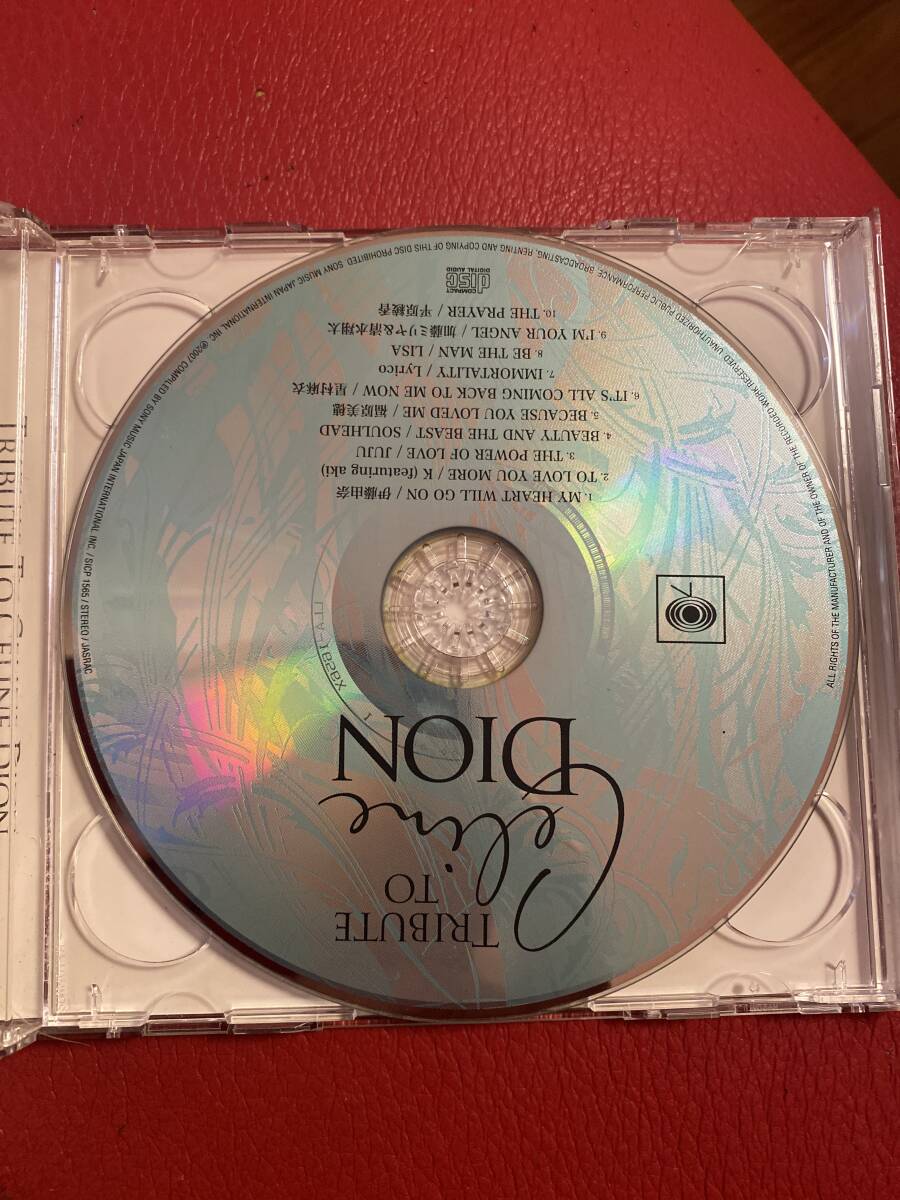 TRIBUTE
TO
Celine
DION
1. MY HEART WILL GO ON / 伊藤由奈
2. TO LOVE YOU MORE / K (featuring aki)
3. THE POWER OF LOVE / JUJU
4. BEAUTY AND THE BEAST / SOULHEAD
5. BECAUSE YOU LOVED ME /福原美穂
6. IT'S ALL COMING BACK TO ME NOW / 星村麻衣
7. IMMORTALITY / Lyrico
8. BE THE MAN / LISA
9. I'M YOUR ANGEL / 加藤ミリヤ&清水翔太
10. THE PRAYER / 平原綾香
COMPACT
disc
DIGITAL AUDIO
ALL RIGHTS OF THE MANUFACTURER AND OF THE OWNER OF THE RECORDED WORK RESERVED. UNAUTHORIZED PUBLIC PERFORMANCE, BROADCASTING, RENTING AND COPYING OF THIS DISC PROHIBITED. SONY MUSIC JAPAN INTERNATIONAL INC. ℗2007 COMPILED BY SONY MUSIC JAPAN INTERNATIONAL INC / SICP 1565 / STEREO / JASRAC
TRIBUTE TO CELINE DION